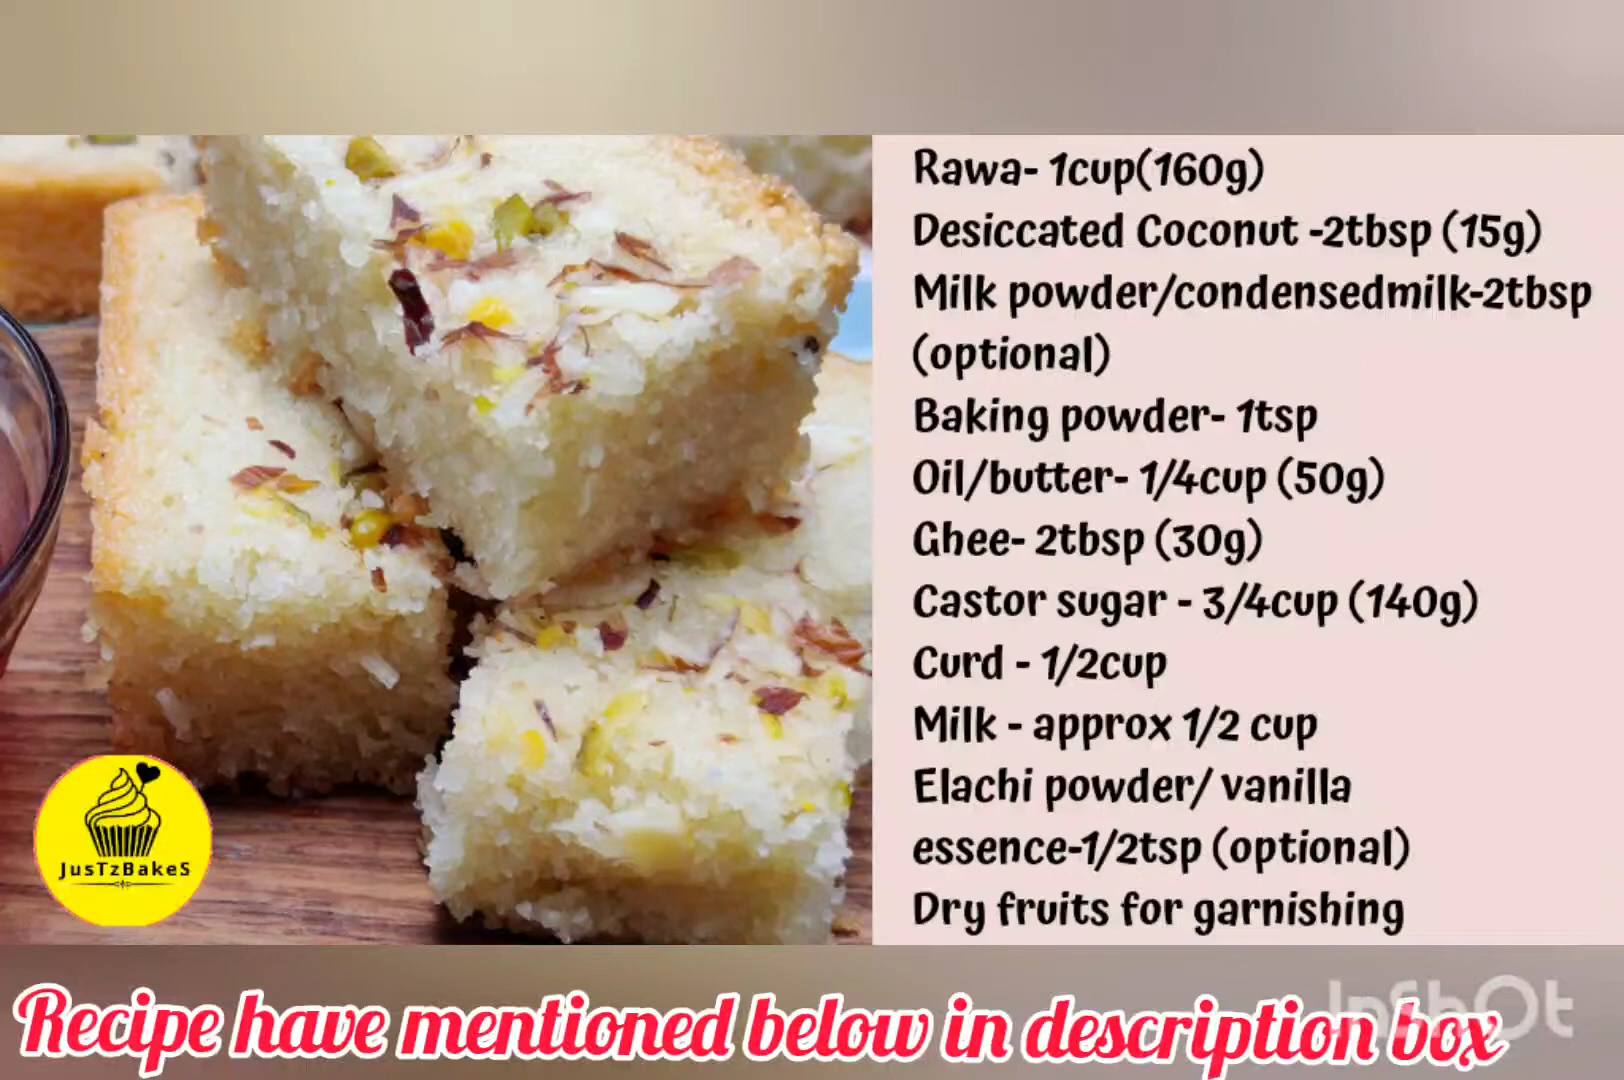 Rawa- 1cup(160g)
Desiccated Coconut -2tbsp (15g)
Milk powder/condensedmilk-2tbsp
(optional)
Baking powder- 1tsp
Oil/butter- 1/4cup (50g)
Ghee- 2tbsp (30g)
Castor sugar - 3/4cup (140g)
Curd - 1/2cup
Milk - approx 1/2 cup
Elachi powder/ vanilla
essence-1/2tsp (optional)
Dry fruits for garnishing
JusTzBakeS
Recipe have mentioned below in description box
InShOt